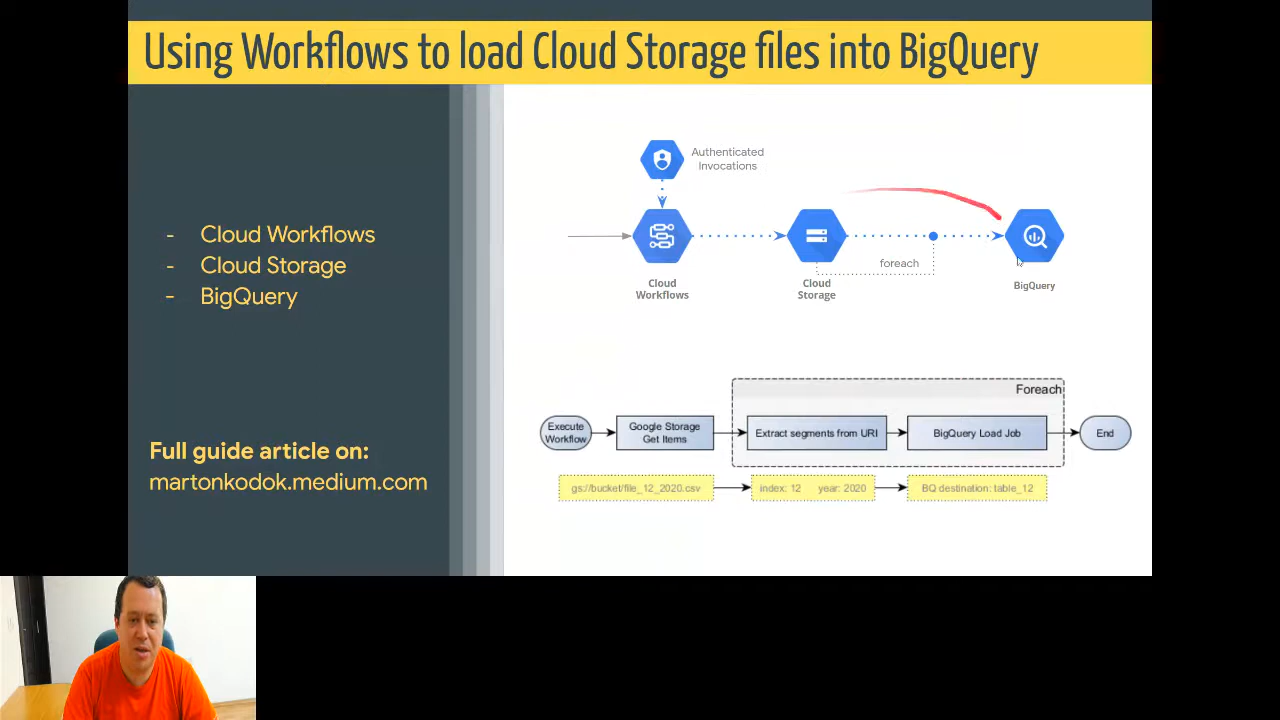 Using Workflows to load Cloud Storage files into BigQuery
- Cloud Workflows
- Cloud Storage
- BigQuery
Full guide article on:
martonkodok.medium.com
Authenticated
Invocations
Cloud
Workflows
Cloud
Storage
foreach
BigQuery
Foreach
Execute
Workflow
Google Storage
Get Items
Extract segments from URI
BigQuery Load Job
End
gs://bucket/file_12_2020.csv
index: 12 year: 2020
BQ destination: table_12